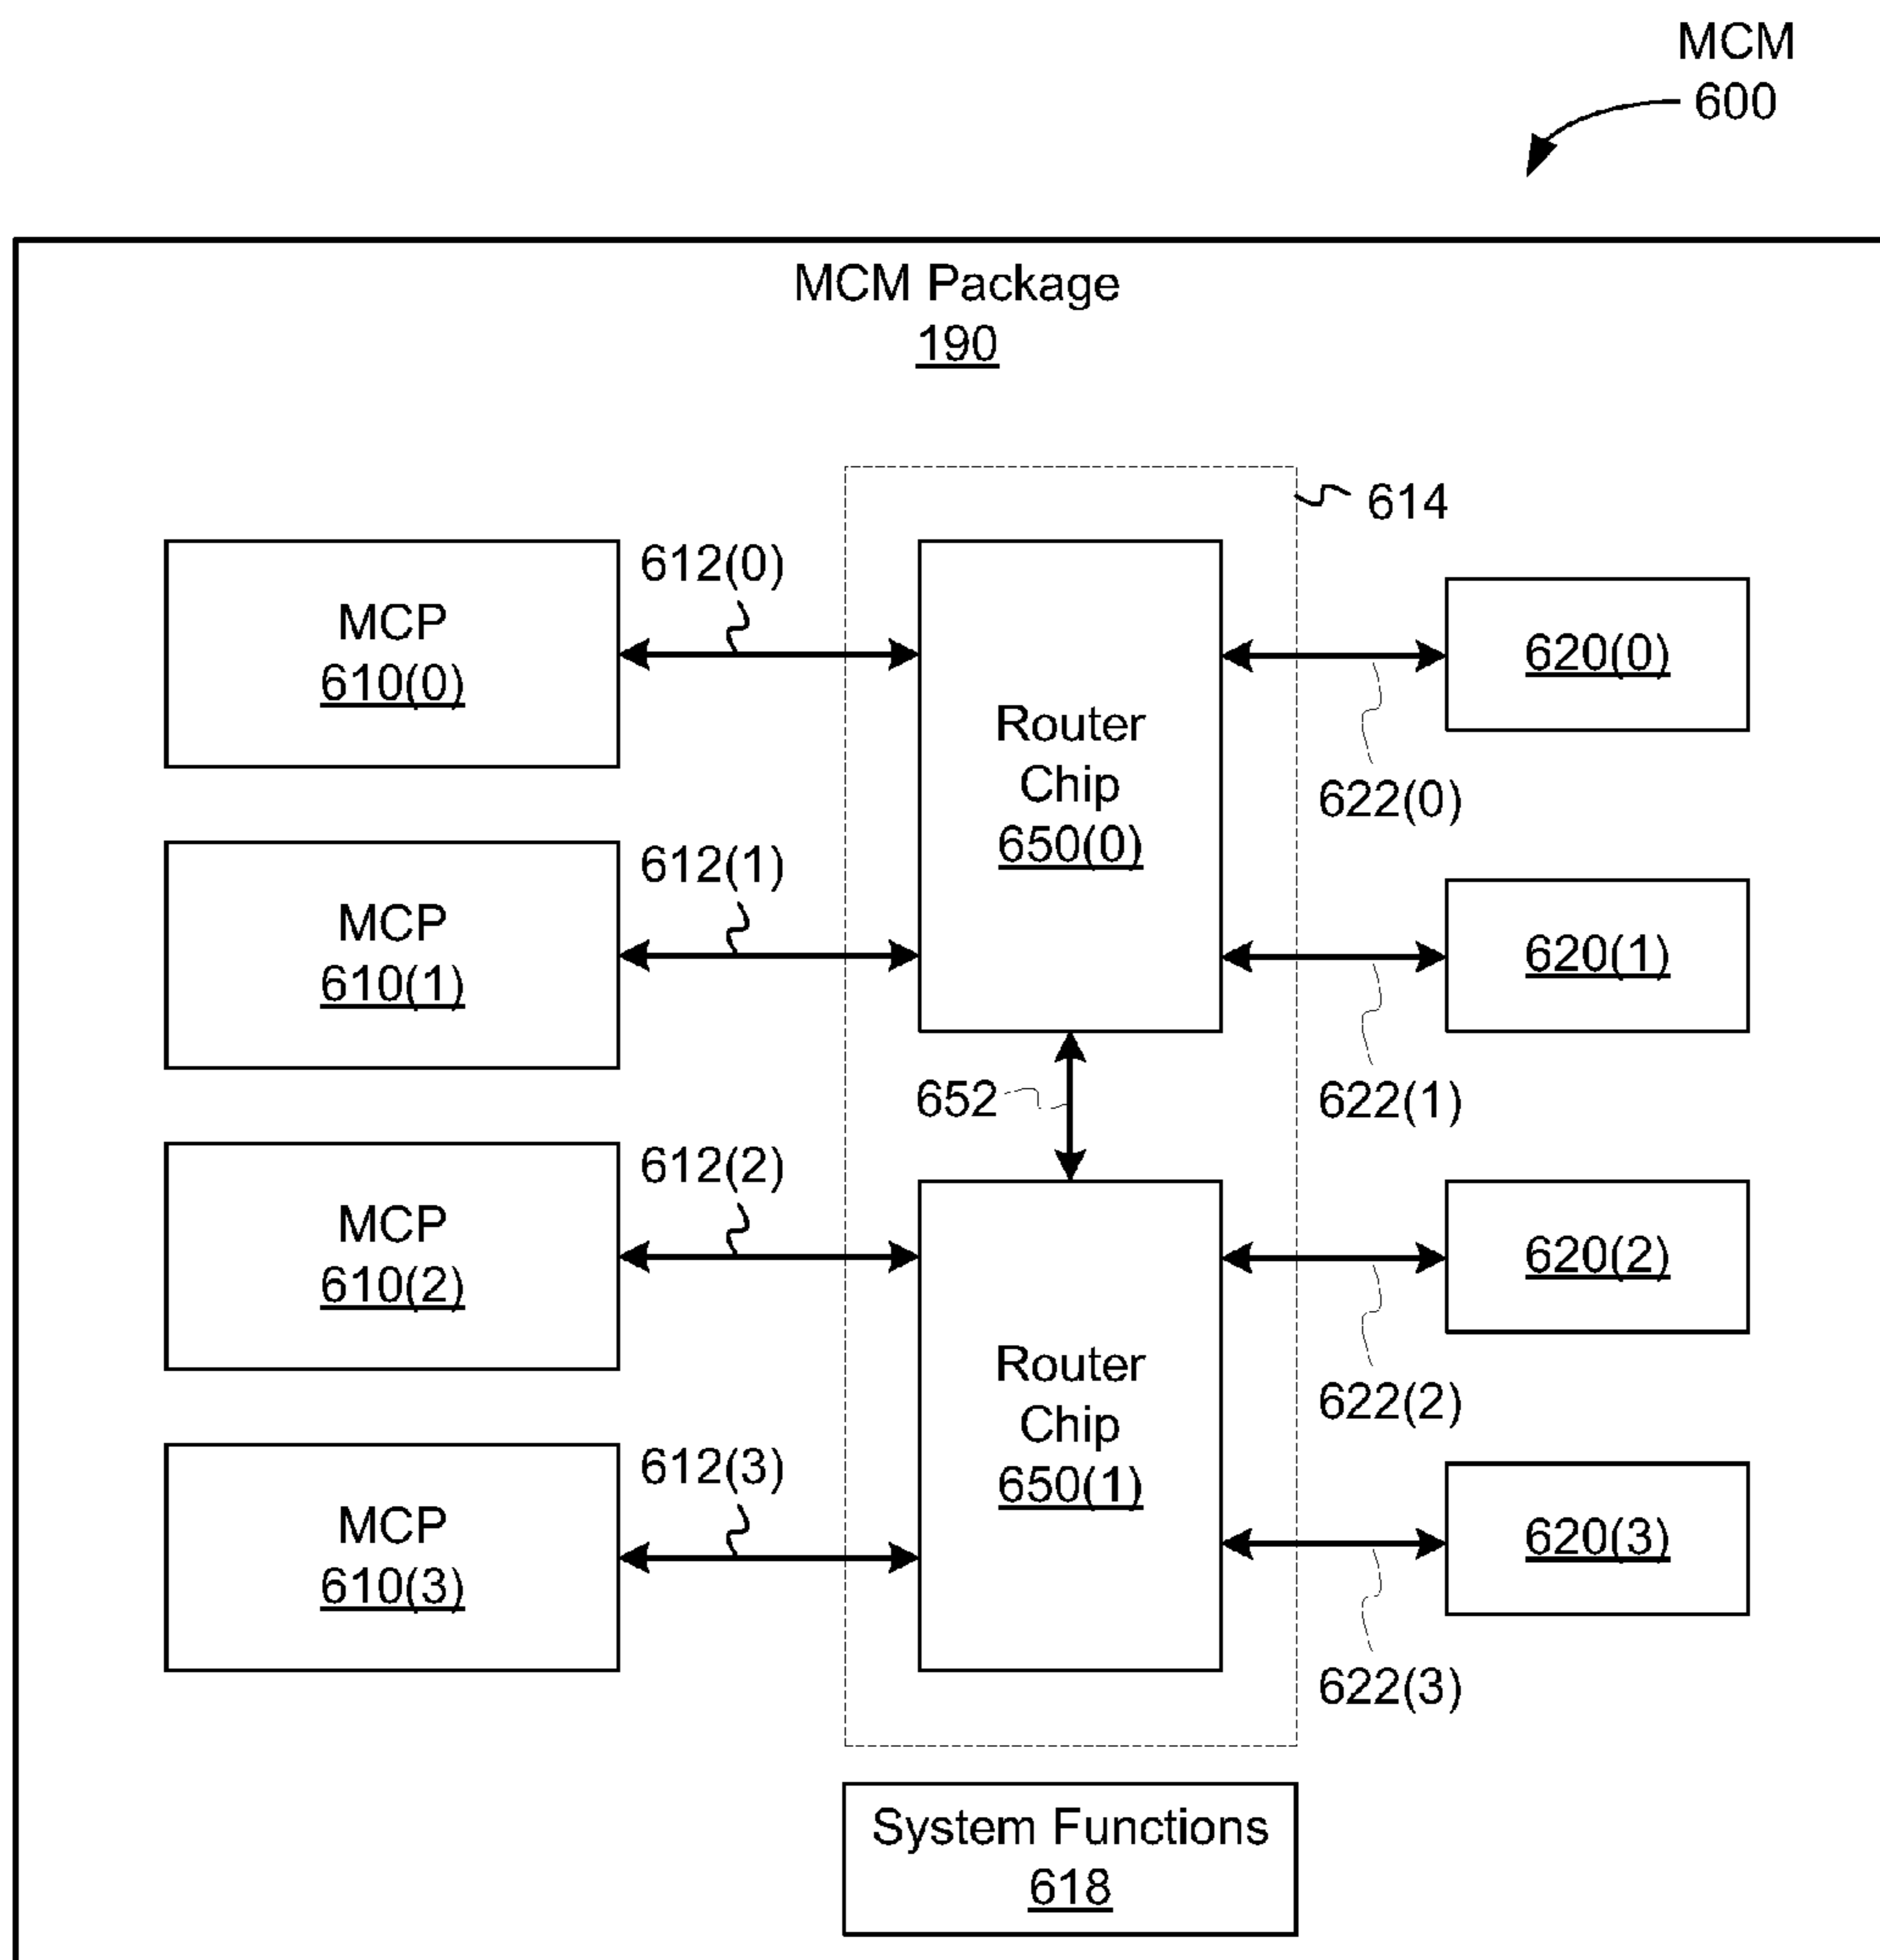 MCM
600
MCM Package
190
614
612(0)
MCP
610(0)
Router
Chip
650(0)
620(0)
622(0)
612(1)
MCP
610(1)
620(1)
622(1)
652
612(2)
MCP
610(2)
Router
Chip
650(1)
620(2)
622(2)
612(3)
MCP
610(3)
620(3)
622(3)
System Functions
618